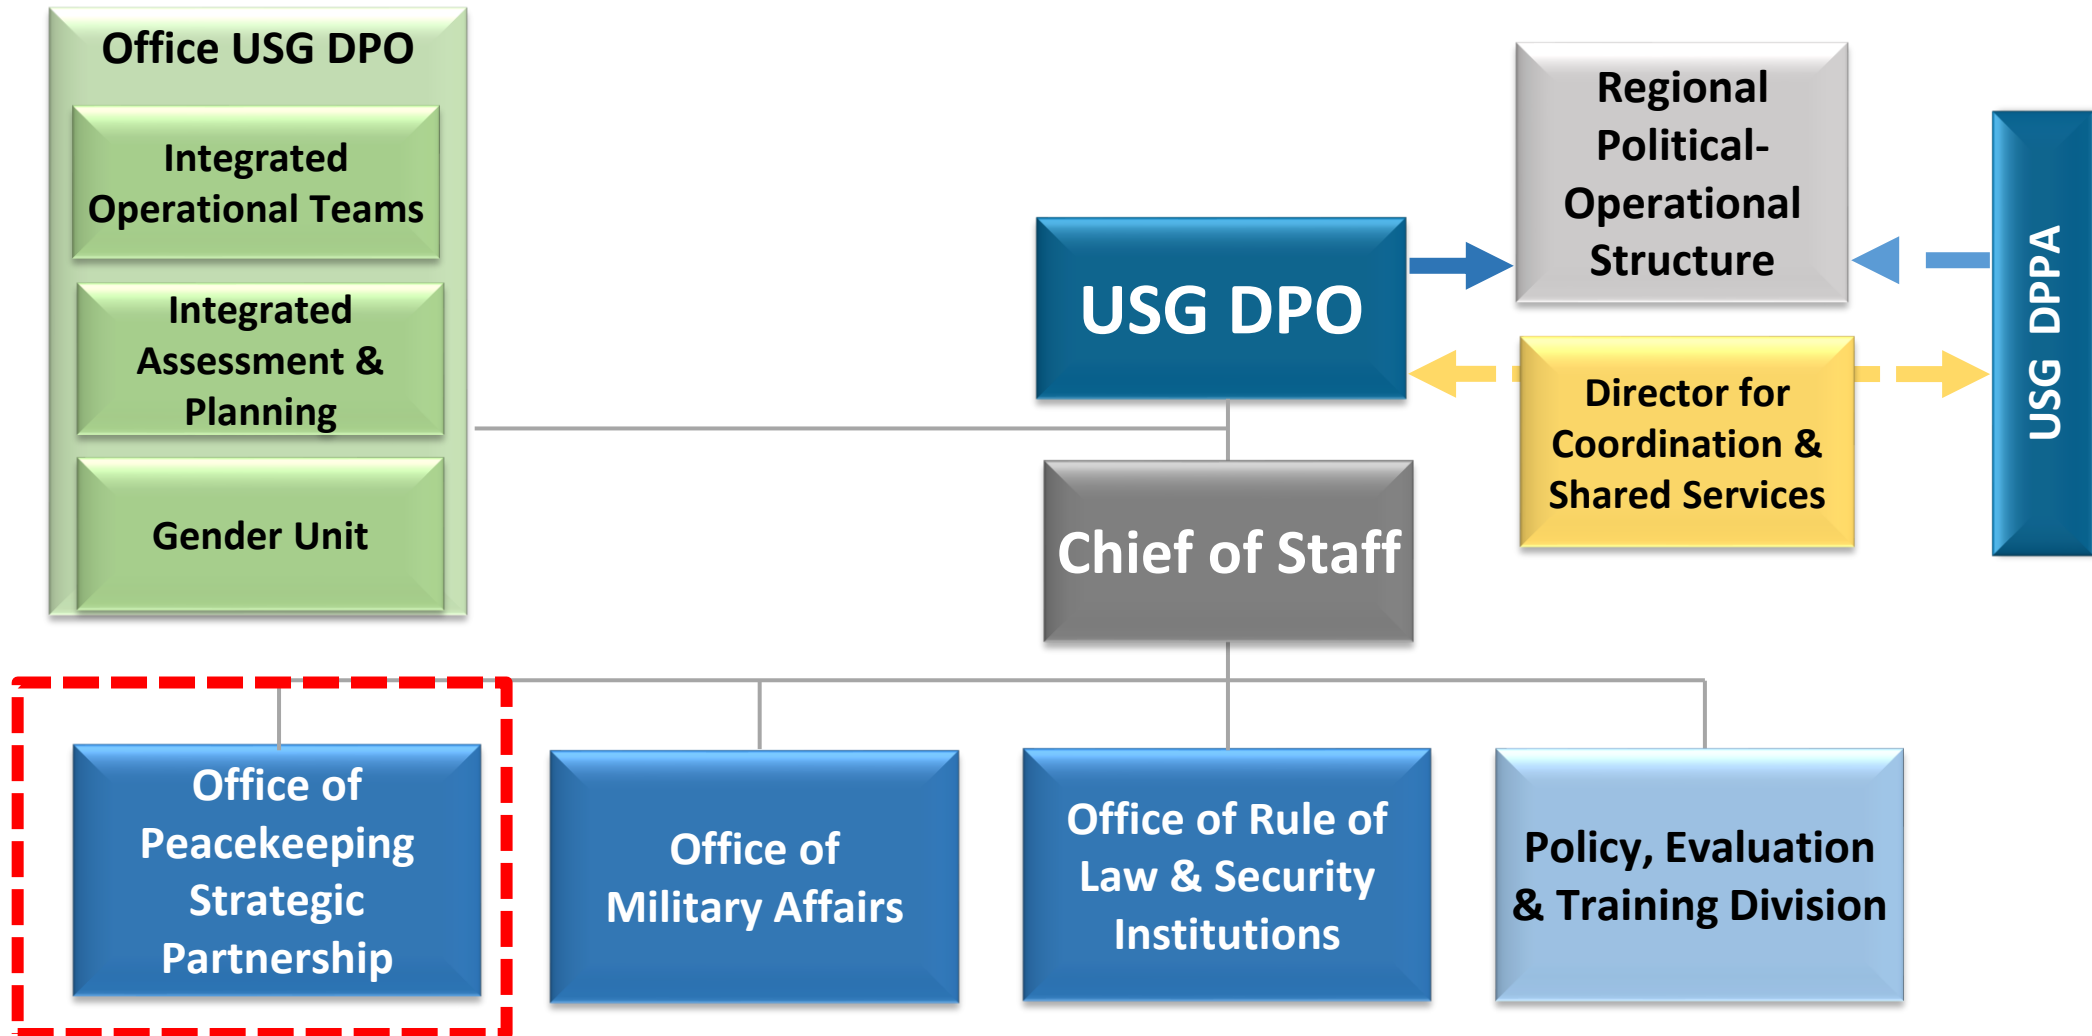 Office USG DPO
Integrated
Operational Teams
Integrated
Assessment &
Planning
Gender Unit
USG DPO
Regional
Political-
Operational
Structure
USG DPPA
Director for
Coordination &
Shared Services
Chief of Staff
Office of
Peacekeeping
Strategic
Partnership
Office of
Military Affairs
Office of Rule of
Law & Security
Institutions
Policy, Evaluation
& Training Division